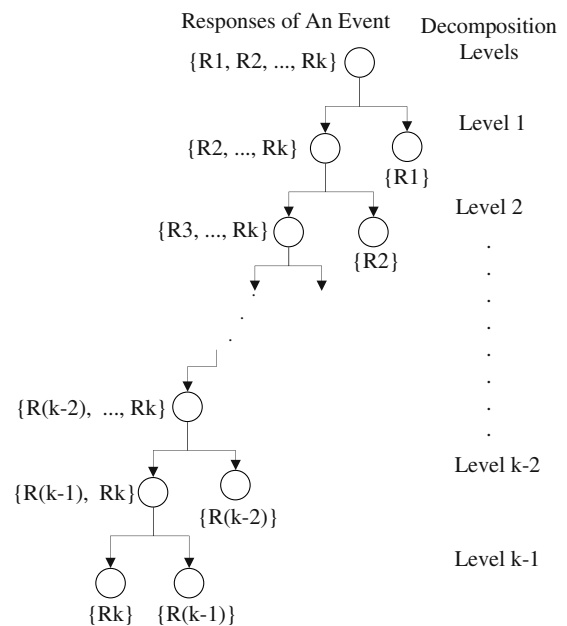 Responses of An Event
Decomposition
Levels
{R1, R2, ..., Rk}
Level 1
{R2, ..., Rk}
{R1}
Level 2
{R3, ..., Rk}
{R2}
{R(k-2), ..., Rk}
Level k-2
{R(k-1), Rk}
{R(k-2)}
Level k-1
{Rk}
{R(k-1)}